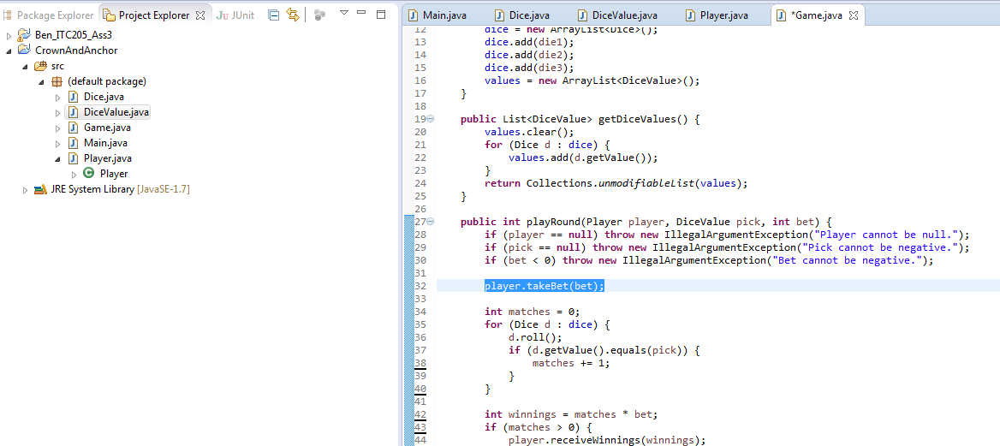 Package Explorer Project Explorer JUnit
Ben_ITC205_Ass3
CrownAndAnchor
src
(default package)
Dice.java
DiceValue.java
Game.java
Main.java
Player.java
Player
JRE System Library [JavaSE-1.7]
Main.java Dice.java DiceValue.java Player.java *Game.java
12 dice = new ArrayList<Dice>();
13 dice.add(die1);
14 dice.add(die2);
15 dice.add(die3);
16 values = new ArrayList<DiceValue>();
17 }
18
19 public List<DiceValue> getDiceValues() {
20 values.clear();
21 for (Dice d : dice) {
22 values.add(d.getValue());
23 }
24 return Collections.unmodifiableList(values);
25 }
26
27 public int playRound(Player player, DiceValue pick, int bet) {
28 if (player == null) throw new IllegalArgumentException("Player cannot be null.");
29 if (pick == null) throw new IllegalArgumentException("Pick cannot be negative.");
30 if (bet < 0) throw new IllegalArgumentException("Bet cannot be negative.");
31
32 player.takeBet(bet);
33
34 int matches = 0;
35 for (Dice d : dice) {
36 d.roll();
37 if (d.getValue().equals(pick)) {
38 matches += 1;
39 }
40 }
41
42 int winnings = matches * bet;
43 if (matches > 0) {
44 player.receiveWinnings(winnings);